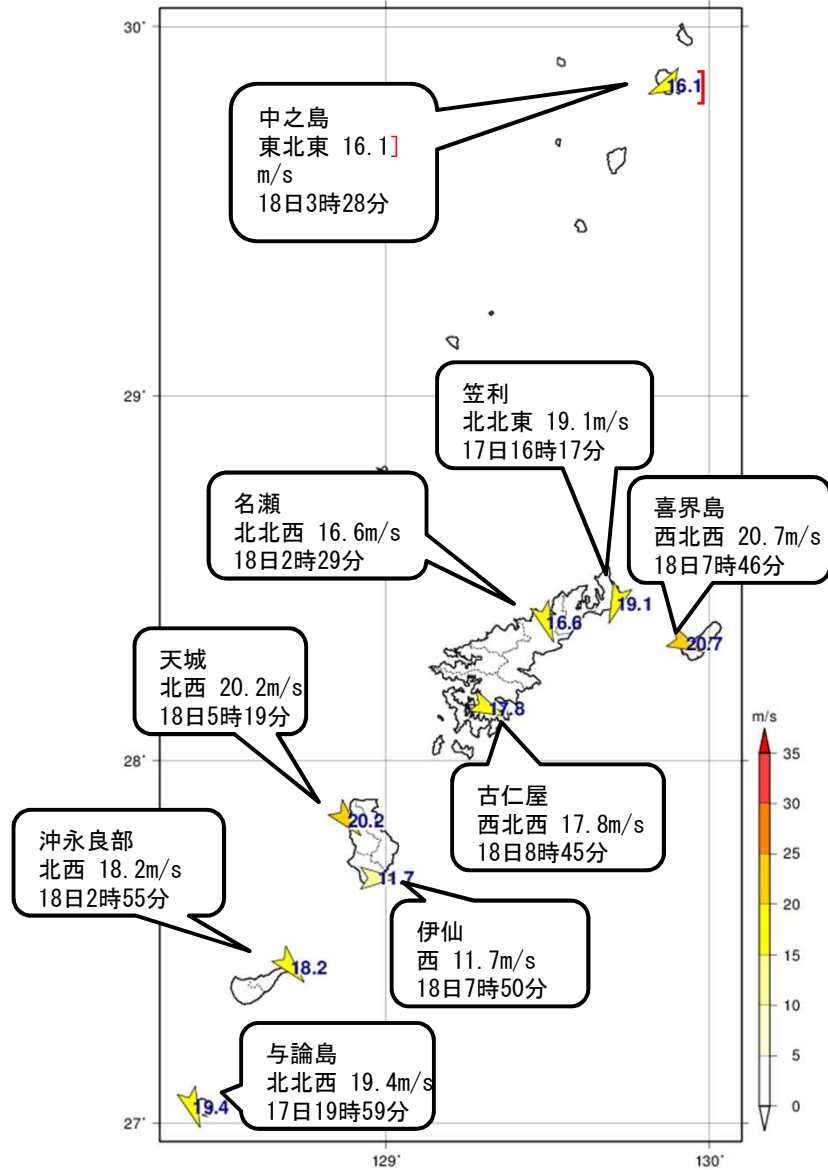 30°
中之島
東北東 16.1]
m/s
18日3時28分
16.1]
29°
笠利
北北東 19.1m/s
17日16時17分
名瀬
北北西 16.6m/s
18日2時29分
喜界島
西北西 20.7m/s
18日7時46分
19.1
16.6
20.7
天城
北西 20.2m/s
18日5時19分
17.8
m/s
28°
35
30
25
20
15
10
5
0
古仁屋
西北西 17.8m/s
18日8時45分
20.2
沖永良部
北西 18.2m/s
18日2時55分
11.7
伊仙
西 11.7m/s
18日7時50分
18.2
与論島
北北西 19.4m/s
17日19時59分
19.4
27°
129°
130°